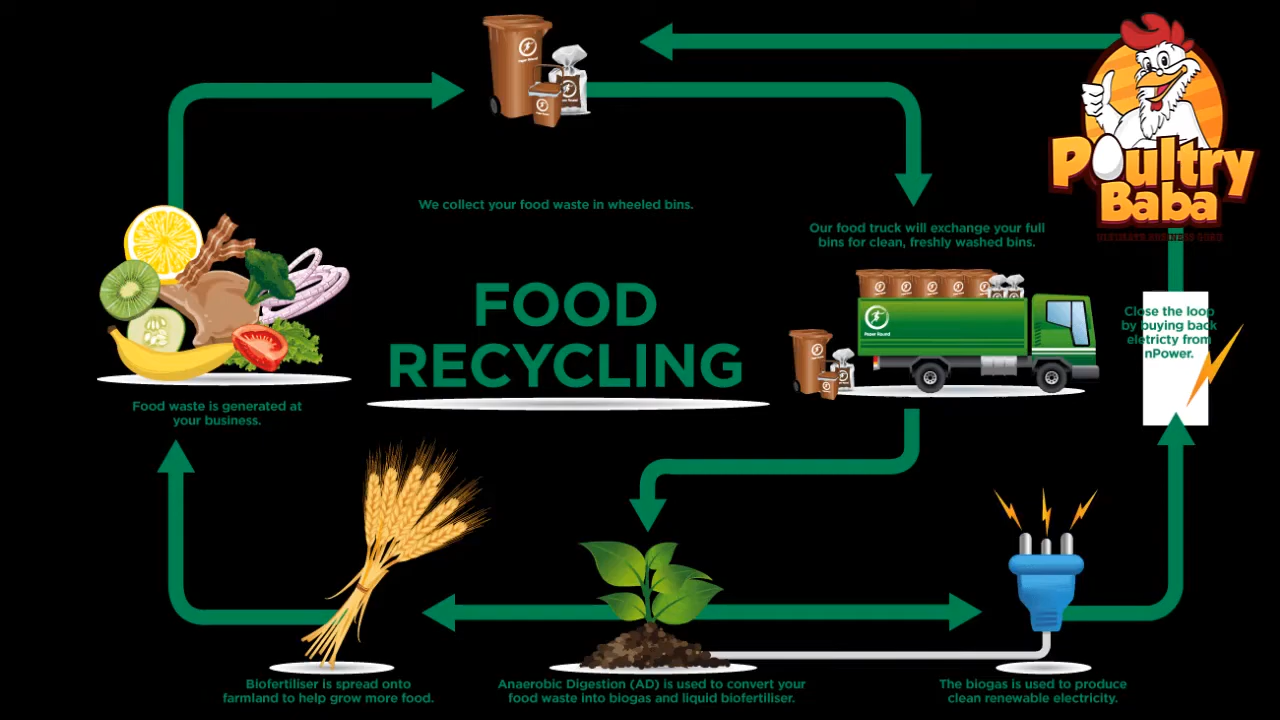 We collect your food waste in wheeled bins.
Poultry
Baba
Our food truck will exchange your full
bins for clean, freshly washed bins.
FOOD
RECYCLING
Close the loop
by buying back
eletricty from
nPower.
Food waste is generated at
your business.
Biofertiliser is spread onto
farmland to help grow more food.
Anaerobic Digestion (AD) is used to convert your
food waste into biogas and liquid biofertiliser.
The biogas is used to produce
clean renewable electricity.
Paper Round